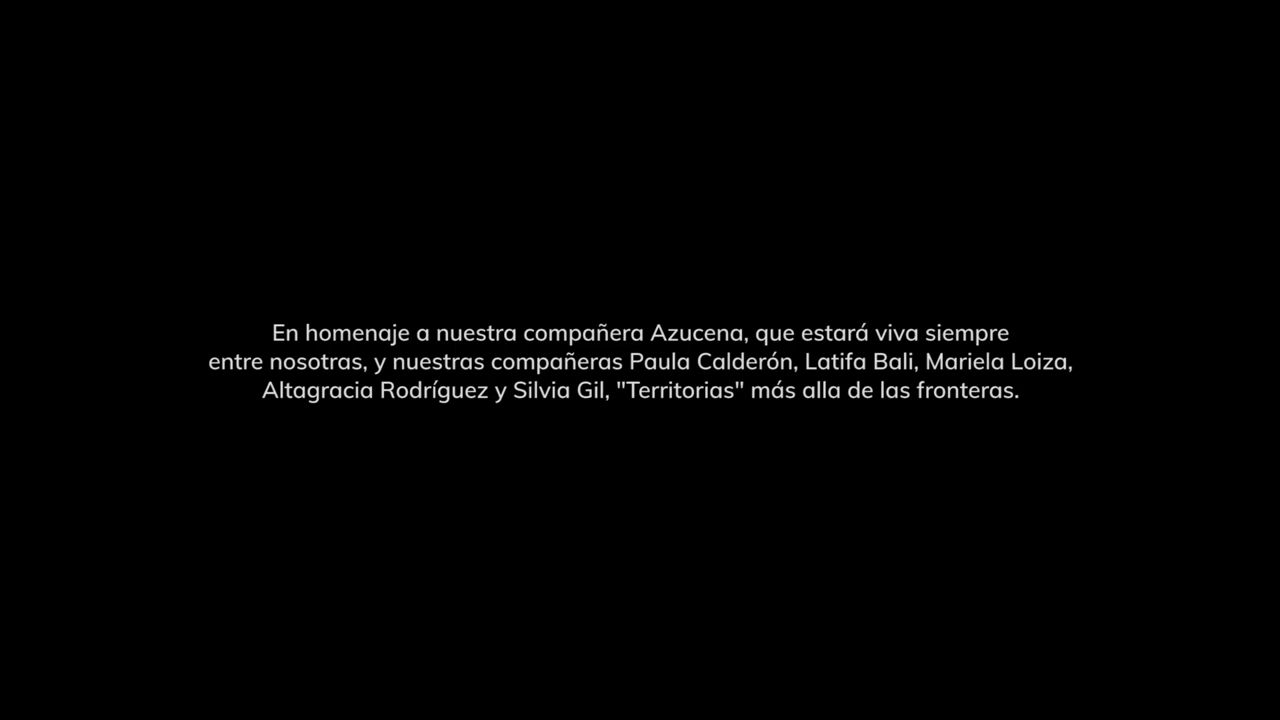 En homenaje a nuestra compañera Azucena, que estará viva siempre
entre nosotras, y nuestras compañeras Paula Calderón, Latifa Bali, Mariela Loiza,
Altagracia Rodríguez y Silvia Gil, "Territorias" más alla de las fronteras.